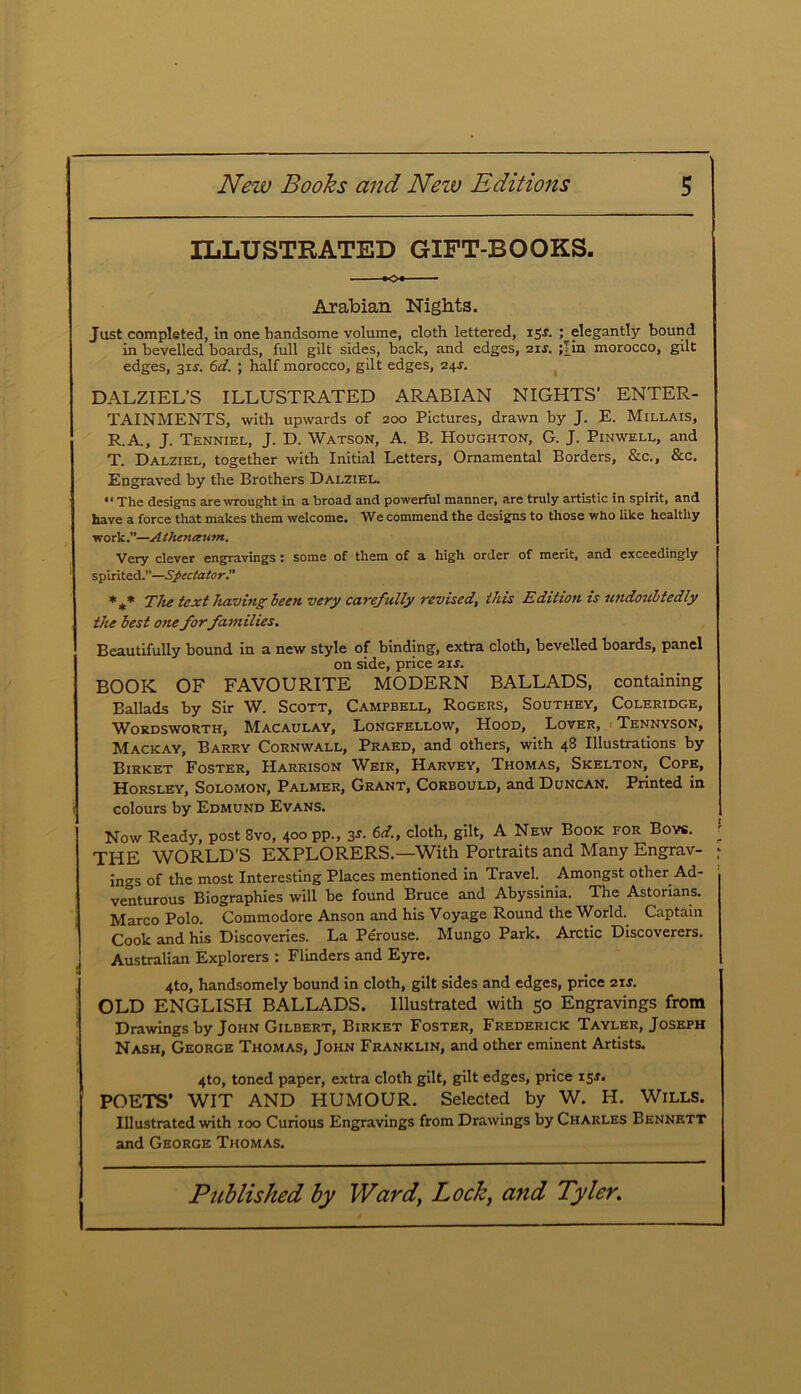 New Books and New Editions 5
ILLUSTRATED GIFT-BOOKS.
Arabian Nights.
Just completed, in one handsome volume, cloth lettered, 15s. ; elegantly bound
in bevelled boards, full gilt sides, back, and edges, 21s. ; in morocco, gilt
edges, 31s. 6d. ; half morocco, gilt edges, 24s.
DALZIEL'S ILLUSTRATED ARABIAN NIGHTS' ENTER-
TAINMENTS, with upwards of 200 Pictures, drawn by J. E. MILLAIS,
R.A., J. TENNIEL, J. D. WATSON, A. B. HOUGHTON, G. J. PINWELL, and
T. DALZIEL, together with Initial Letters, Ornamental Borders, &c., &c.
Engraved by the Brothers DALZIEL.
"The designs are wrought in a broad and powerful manner, are truly artistic in spirit, and
have a force that makes them welcome. We commend the designs to those who like healthy
work."—Athenæum.
Very clever engravings : some of them of a high order of merit, and exceedingly
spirited."—Spectator."
*** The text having been very carefully revised, this Edition is undoubtedly
the best one for families.
Beautifully bound in a new style of binding, extra cloth, bevelled boards, panel
on side, price 21s.
BOOK OF FAVOURITE MODERN BALLADS, containing
Ballads by Sir W. SCOTT, CAMPBELL, ROGERS, SOUTHEY, COLERIDGE,
WORDSWORTH, MACAULAY, LONGFELLOW, HOOD, LOVER, TENNYSON,
MACKAY, BARRY CORNWALL, PRAED, and others, with 48 Illustrations by
BIRKET FOSTER, HARRISON WEIR, HARVEY, THOMAS, SKELTON, COPE,
HORSLEY, SOLOMON, PALMER, GRANT, CORBOULD, and DUNCAN. Printed in
colours by EDMUND EVANS.
Now Ready, post 8vo, 400 pp., 3s. 6d., cloth, gilt, A NEW BOOK FOR BOYS.
THE WORLD'S EXPLORERS.—With Portraits and Many Engrav-
ings of the most Interesting Places mentioned in Travel. Amongst other Ad-
venturous Biographies will be found Bruce and Abyssinia. The Astorians.
Marco Polo. Commodore Anson and his Voyage Round the World. Captain
Cook and his Discoveries. La Pérouse. Mungo Park. Arctic Discoverers.
Australian Explorers : Flinders and Eyre.
4to, handsomely bound in cloth, gilt sides and edges, price 21s.
OLD ENGLISH BALLADS. Illustrated with 50 Engravings from
Drawings by JOHN GILBERT, BIRKET FOSTER, FREDERICK TAYLER, JOSEPH
NASH, GEORGE THOMAS, JOHN FRANKLIN, and other eminent Artists.
4to, toned paper, extra cloth gilt, gilt edges, price 15s.
POETS' WIT AND HUMOUR. Selected by W. H. WILLS.
Illustrated with 100 Curious Engravings from Drawings by CHARLES BENNETT
and GEORGE THOMAS.
Published by Ward, Lock, and Tyler.